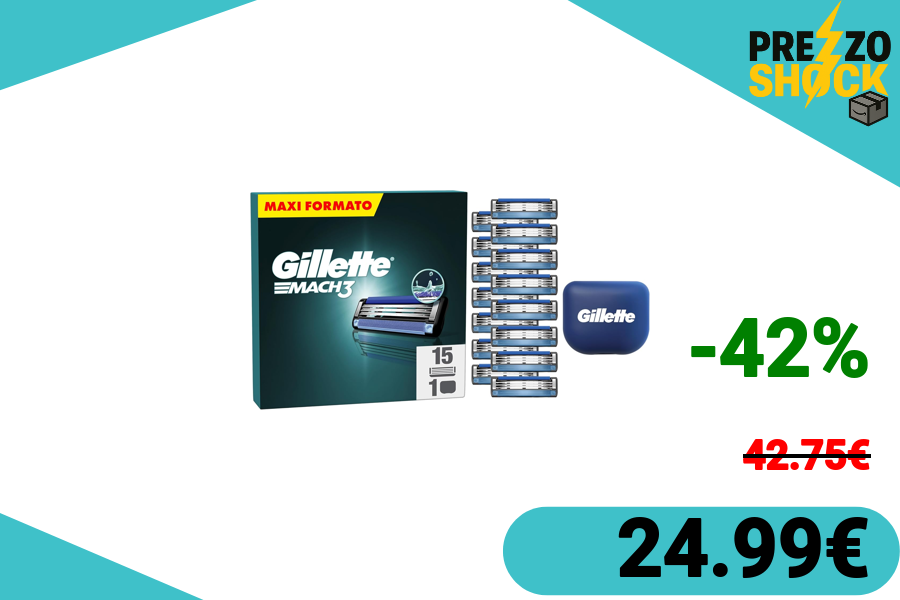 PREZZO
SHOCK
MAXI FORMATO
Gillette
MACH3
15
1
Gillette
-42%
42.75€
24.99€